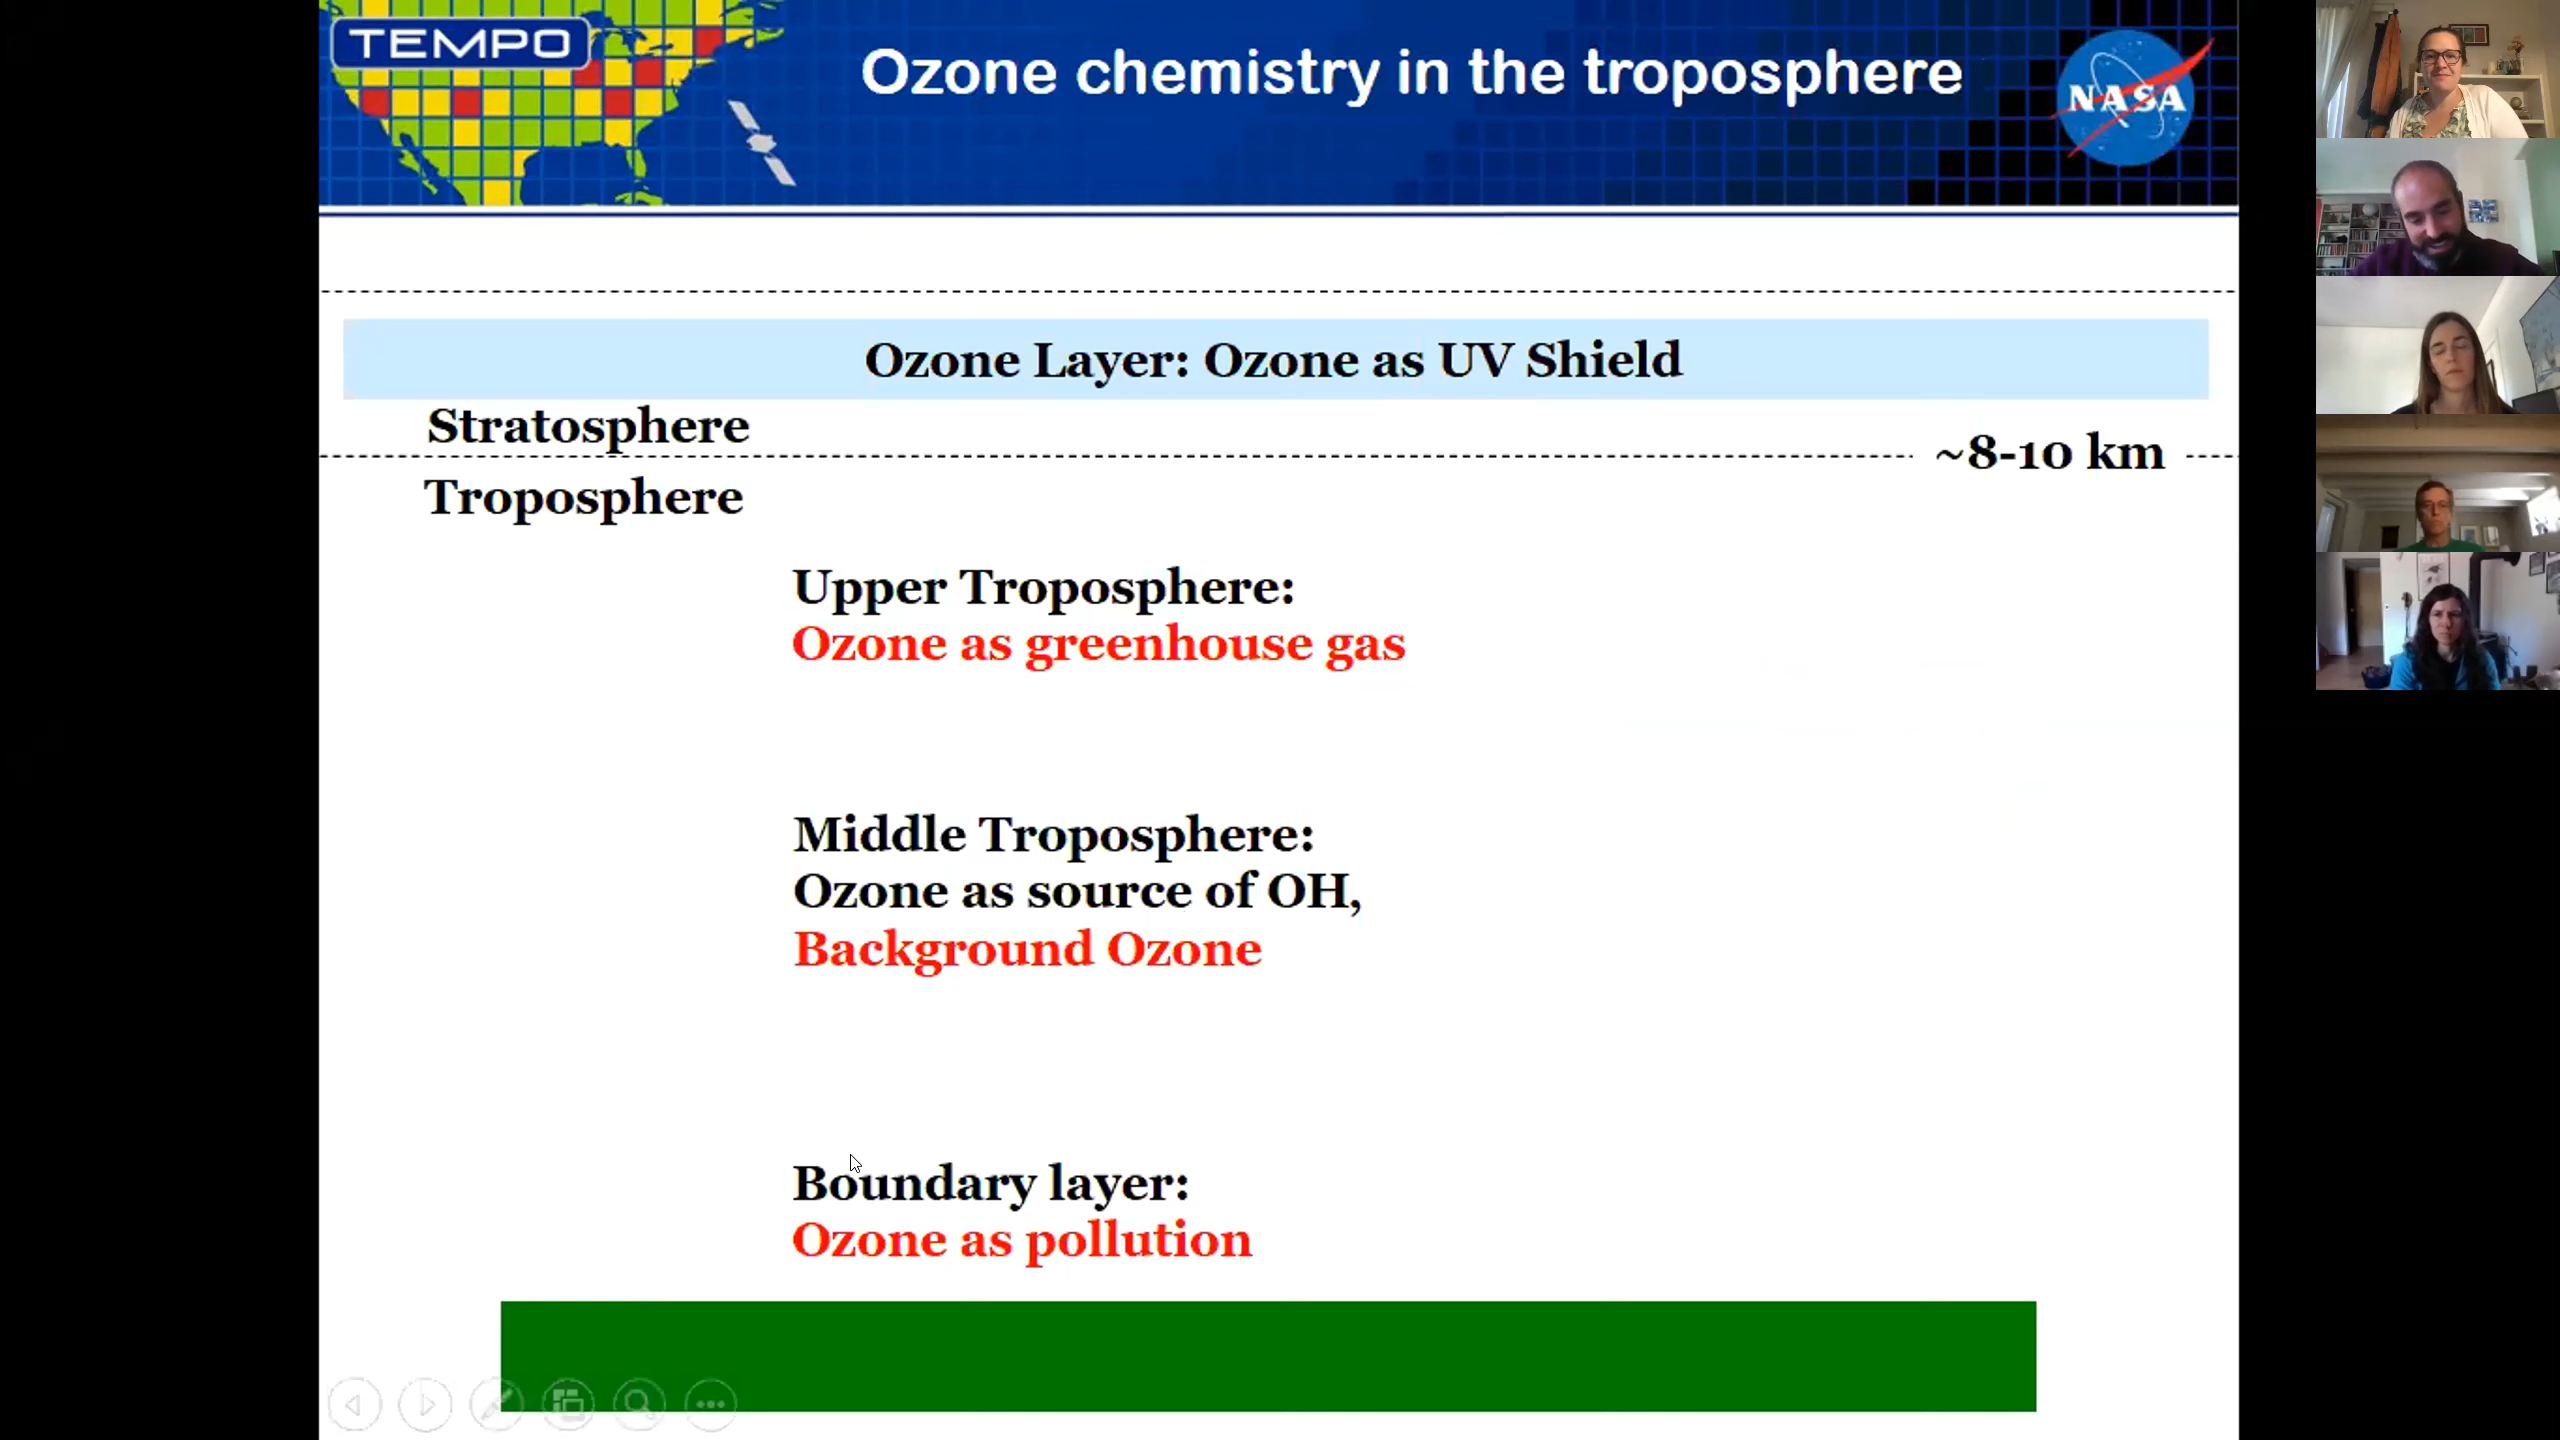 TEMPO
Ozone chemistry in the troposphere
NASA
Ozone Layer: Ozone as UV Shield
Stratosphere
~8-10 km
Troposphere
Upper Troposphere:
Ozone as greenhouse gas
Middle Troposphere:
Ozone as source of OH,
Background Ozone
Boundary layer:
Ozone as pollution